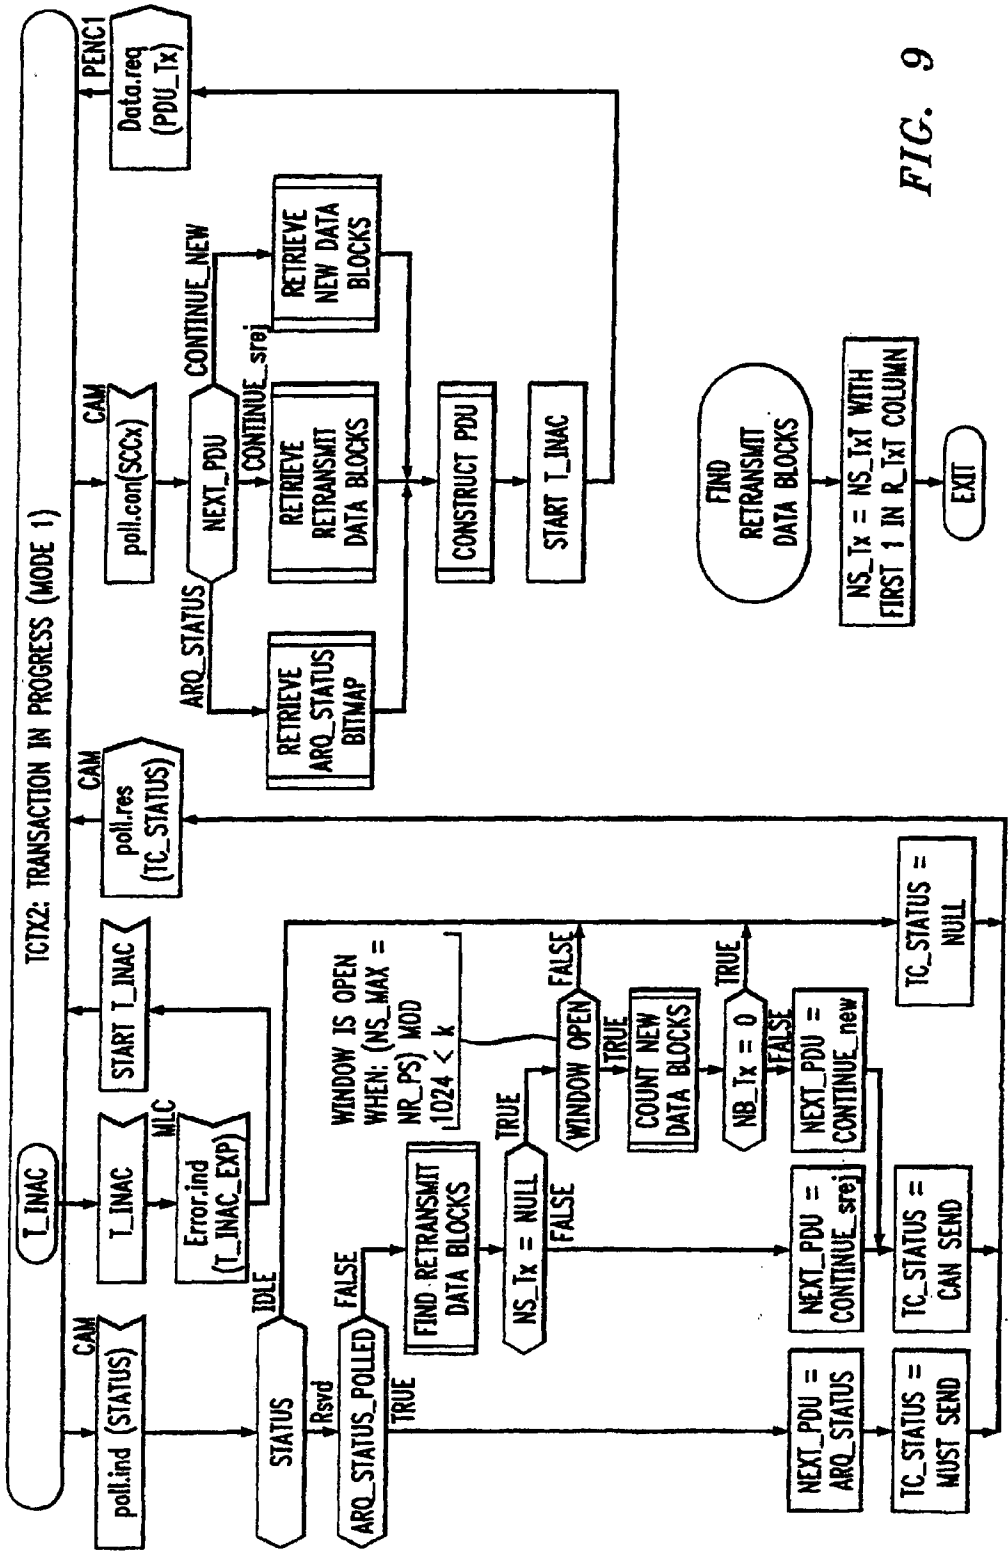 TCTX2: TRANSACTION IN PROGRESS (MODE 1)
T_INAC
CAM
poll.ind (STATUS)
STATUS
IDLE
Rsvd
ARQ_STATUS_POLLED
FALSE
TRUE
T_INAC
MLC
Error.ind
(T_INAC_EXP)
START T_INAC
FIND RETRANSMIT
DATA BLOCKS
NS_Tx = NULL
TRUE
FALSE
WINDOW IS OPEN
WHEN: (NS_MAX =
NR_PS) MOD
1024 < k
WINDOW OPEN
FALSE
TRUE
COUNT NEW
DATA BLOCKS
NB_Tx = 0
TRUE
FALSE
NEXT_PDU =
ARQ_STATUS
NEXT_PDU =
CONTINUE_srej
NEXT_PDU =
CONTINUE_new
TC_STATUS =
MUST SEND
TC_STATUS =
CAN SEND
TC_STATUS =
NULL
CAM
poll.res
(TC_STATUS)
CAM
poll.con(SCCx)
NEXT_PDU
ARQ_STATUS
CONTINUE_srej
CONTINUE_NEW
RETRIEVE
ARQ_STATUS
BITMAP
RETRIEVE
RETRANSMIT
DATA BLOCKS
RETRIEVE
NEW DATA
BLOCKS
CONSTRUCT PDU
START T_INAC
PENC1
Data.req
(PDU_Tx)
FIND
RETRANSMIT
DATA BLOCKS
NS_Tx = NS_TxT WITH
FIRST 1 IN R_TxT COLUMN
EXIT
FIG. 9